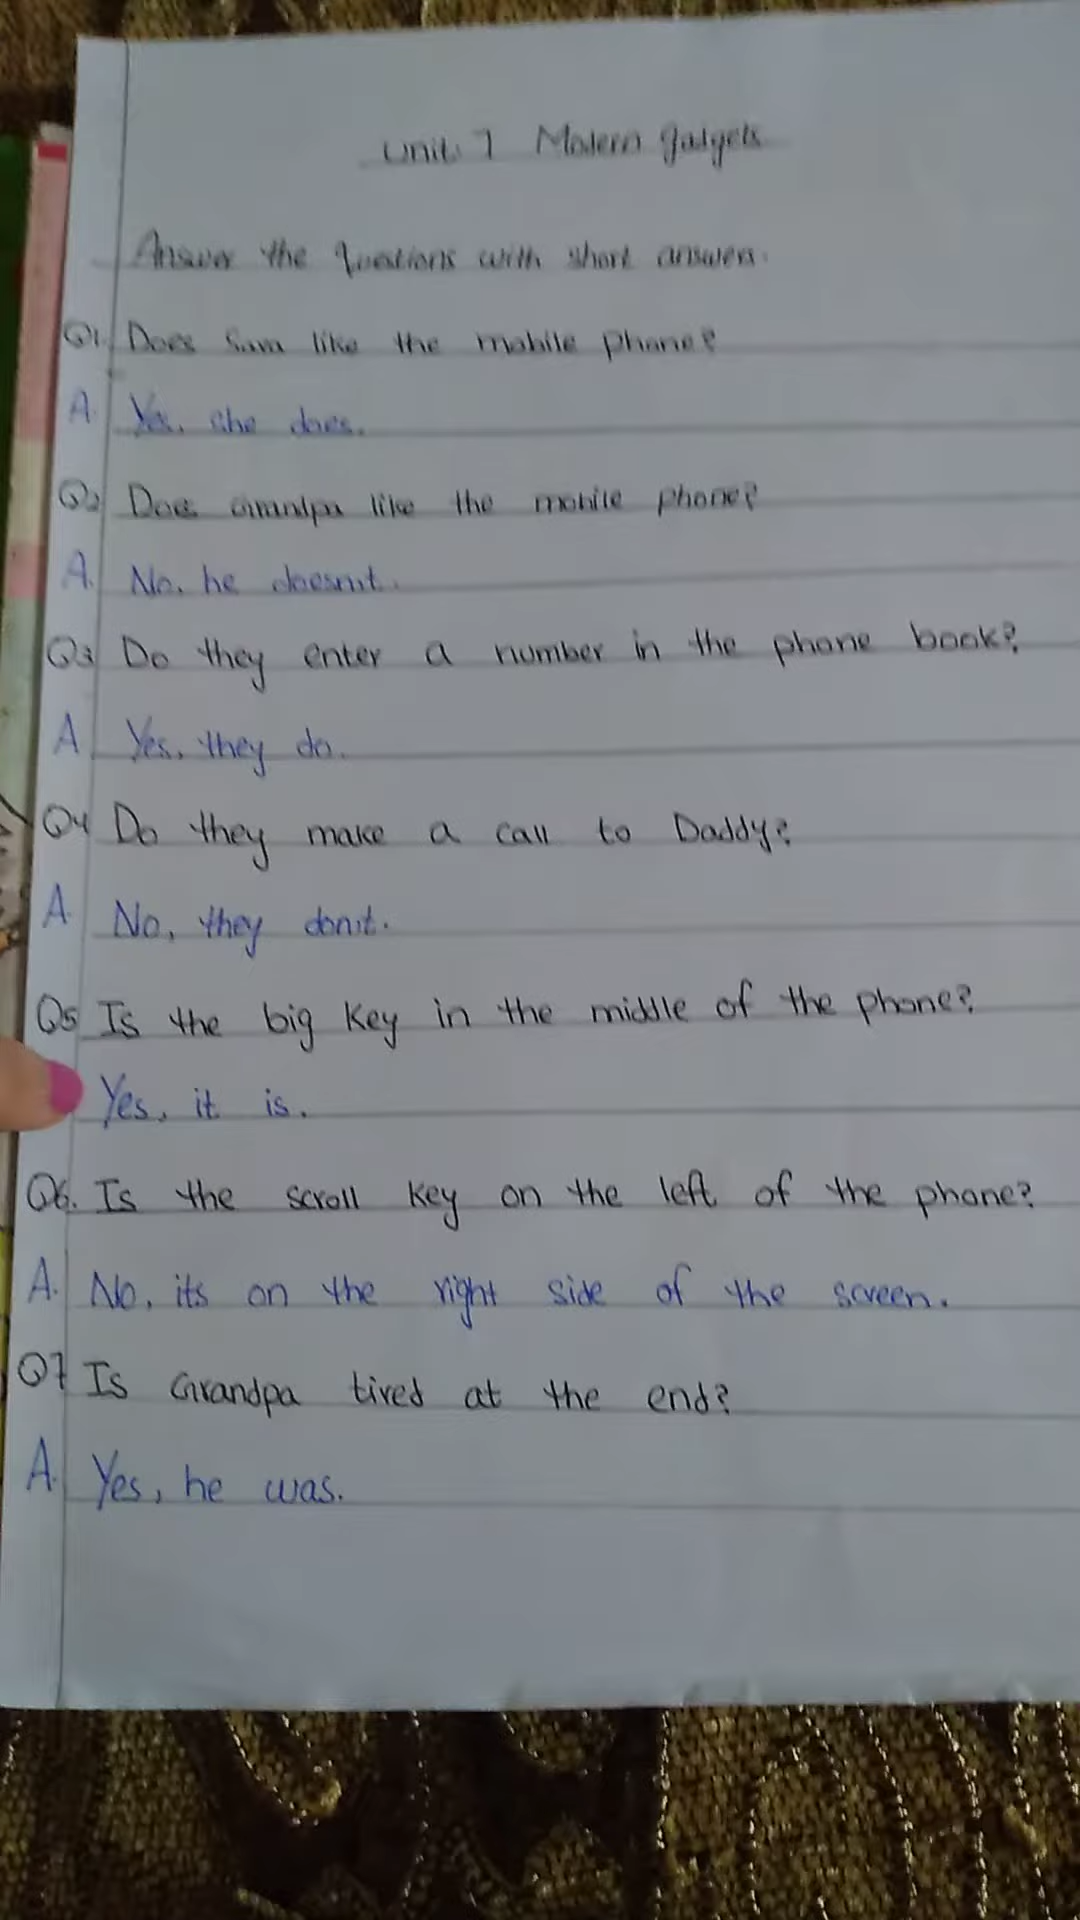 Unit 7 Modern gadgets
Answer the Questions with short answers.
Q1. Does Sara like the mobile phone?
A. Yes, she does.
Q2 Does Grandpa like the mobile phone?
A. No, he doesn't.
Q3 Do they enter a number in the phone book?
A Yes, they do.
Q4 Do they make a call to Daddy?
A. No, they don't.
Q5 Is the big key in the middle of the phone?
Yes, it is.
Q6. Is the scroll key on the left of the phone?
A. No, its on the right side of the screen.
Q7 Is Grandpa tired at the end?
A. Yes, he was.